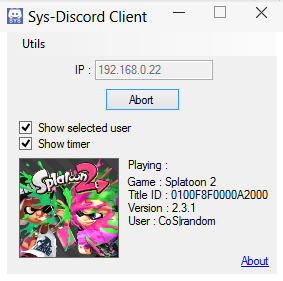 Sys-Discord Client
Utils
IP : 192.168.0.22
Abort
Show selected user
Show timer
Splatoon 2
Playing :
Game : Splatoon 2
Title ID : 0100F8F0000A2000
Version : 2.3.1
User : CoS|random
About